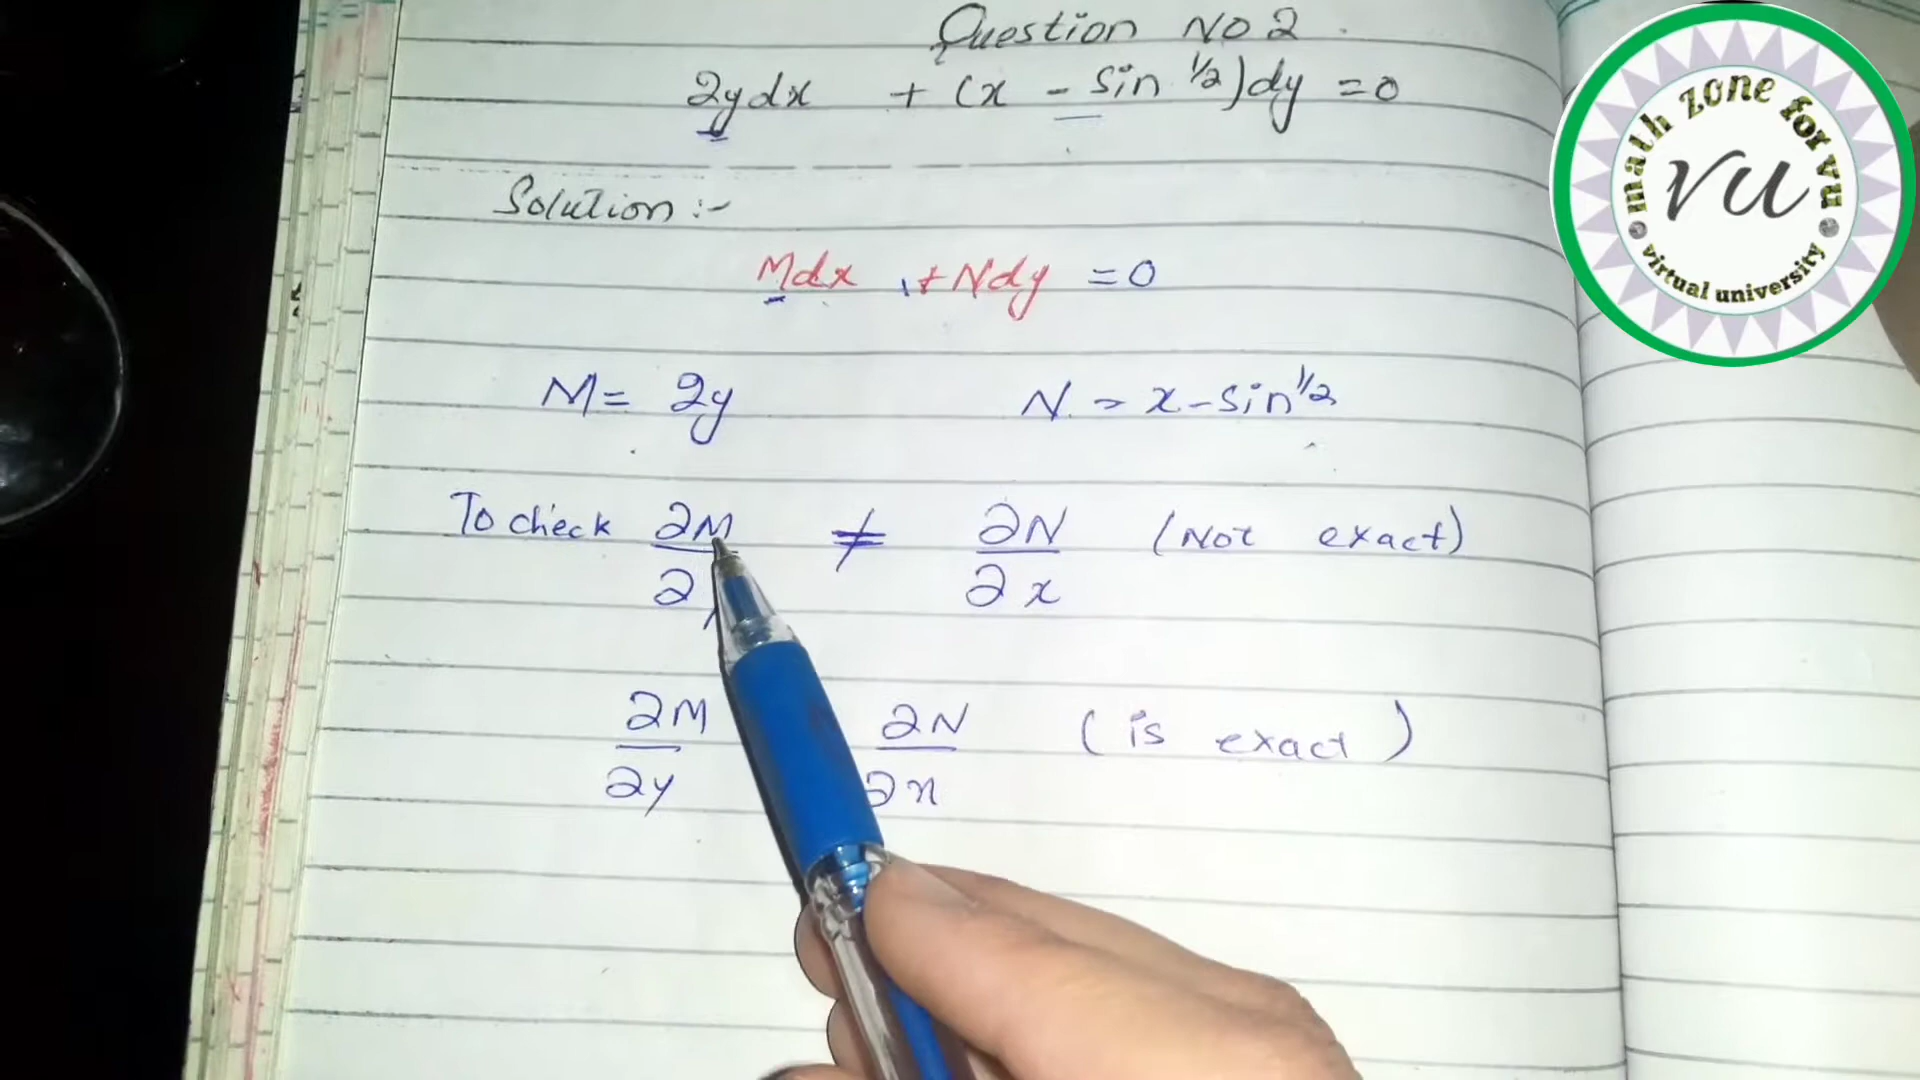 Question NO 2.
2ydx + (x - sin ½)dy = 0
Solution :-
Mdx + Ndy = 0
M = 2y N = x - sin ½
To check ∂M/∂ ≠ ∂N/∂x (Not exact)
∂M/∂y ∂N/∂x (is exact)
math zone for vu
vu
virtual university